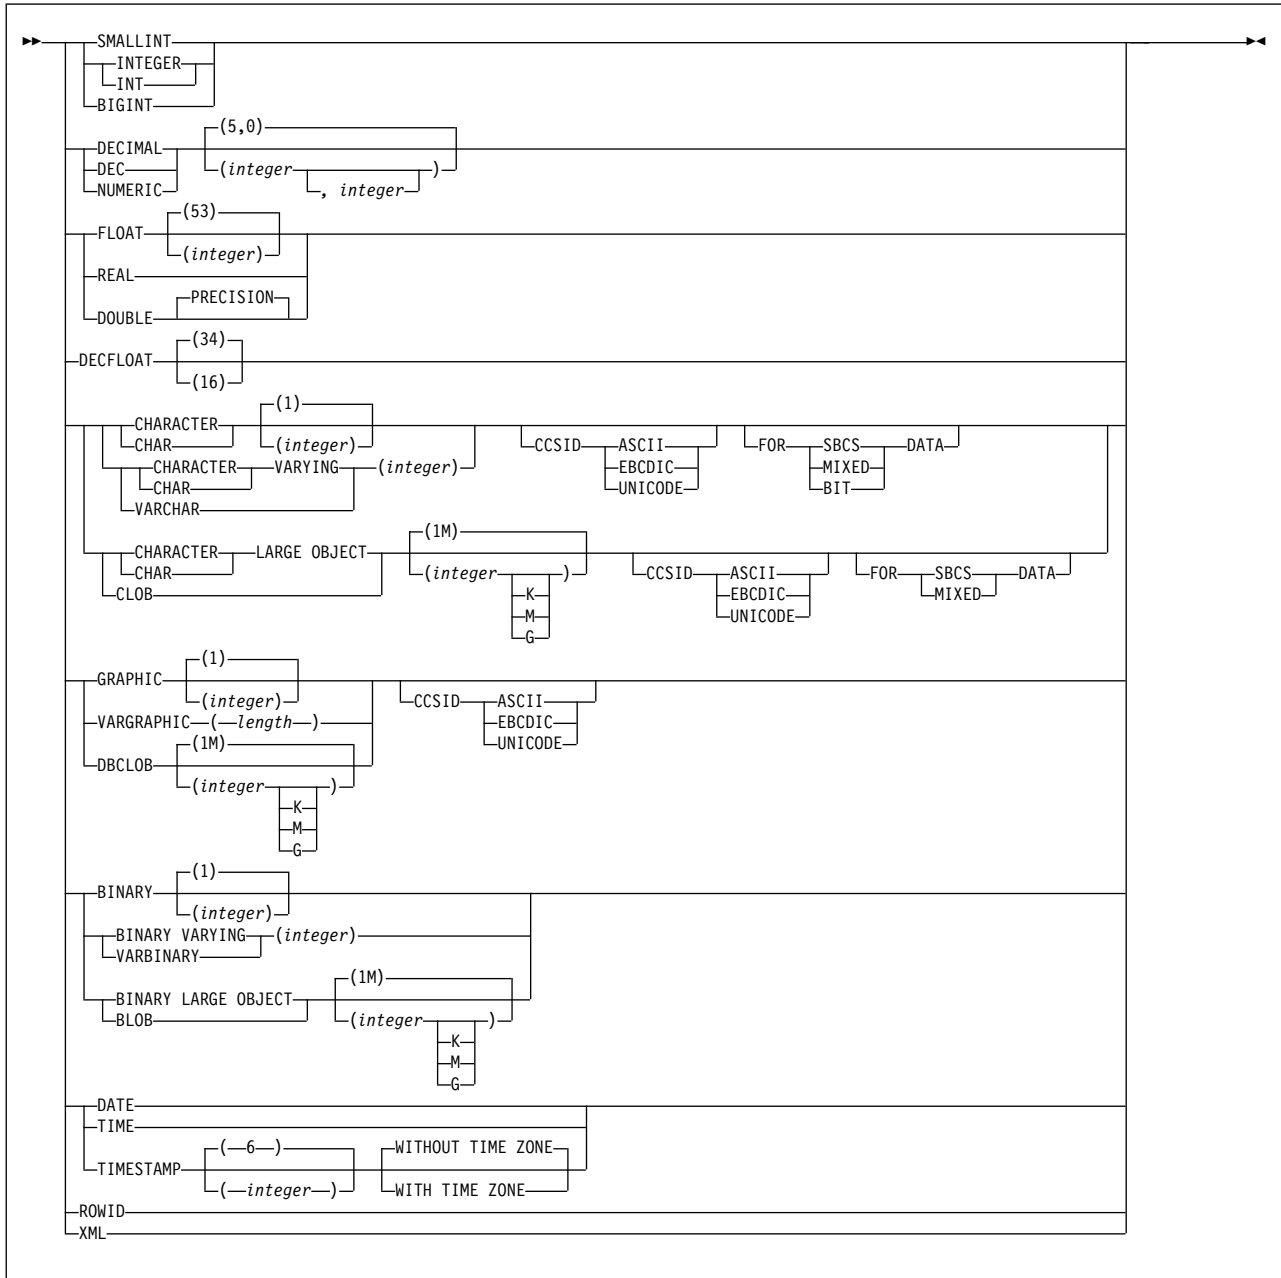 SMALLINT
INTEGER
INT
BIGINT
(5,0)
DECIMAL (integer )
DEC , integer
NUMERIC
(53)
FLOAT
(integer)
REAL
PRECISION
DOUBLE
(34)
DECFLOAT
(16)
(1)
CHARACTER
CHAR (integer) CCSID ASCII FOR SBCS DATA
CHARACTER VARYING (integer) EBCDIC MIXED
CHAR UNICODE BIT
VARCHAR
(1M)
CHARACTER LARGE OBJECT
CHAR (integer ) CCSID ASCII FOR SBCS DATA
CLOB K EBCDIC MIXED
M UNICODE
G
(1)
GRAPHIC
(integer) CCSID ASCII
VARGRAPHIC ( length ) EBCDIC
(1M) UNICODE
DBCLOB
(integer )
K
M
G
(1)
BINARY
(integer)
BINARY VARYING (integer)
VARBINARY
(1M)
BINARY LARGE OBJECT
BLOB (integer )
K
M
G
DATE
TIME
( 6 ) WITHOUT TIME ZONE
TIMESTAMP
( integer ) WITH TIME ZONE
ROWID
XML